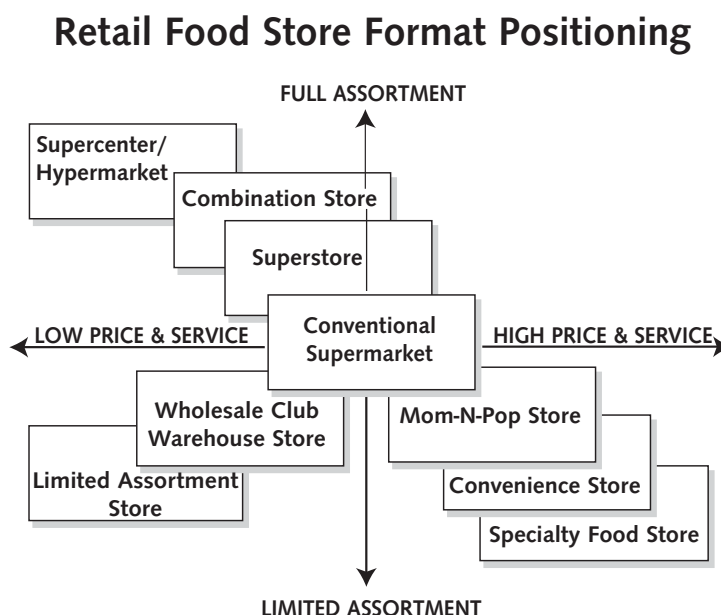 Retail Food Store Format Positioning
FULL ASSORTMENT
Supercenter/
Hypermarket
Combination Store
Superstore
Conventional
Supermarket
LOW PRICE & SERVICE
HIGH PRICE & SERVICE
Wholesale Club
Warehouse Store
Mom-N-Pop Store
Limited Assortment
Store
Convenience Store
Specialty Food Store
LIMITED ASSORTMENT